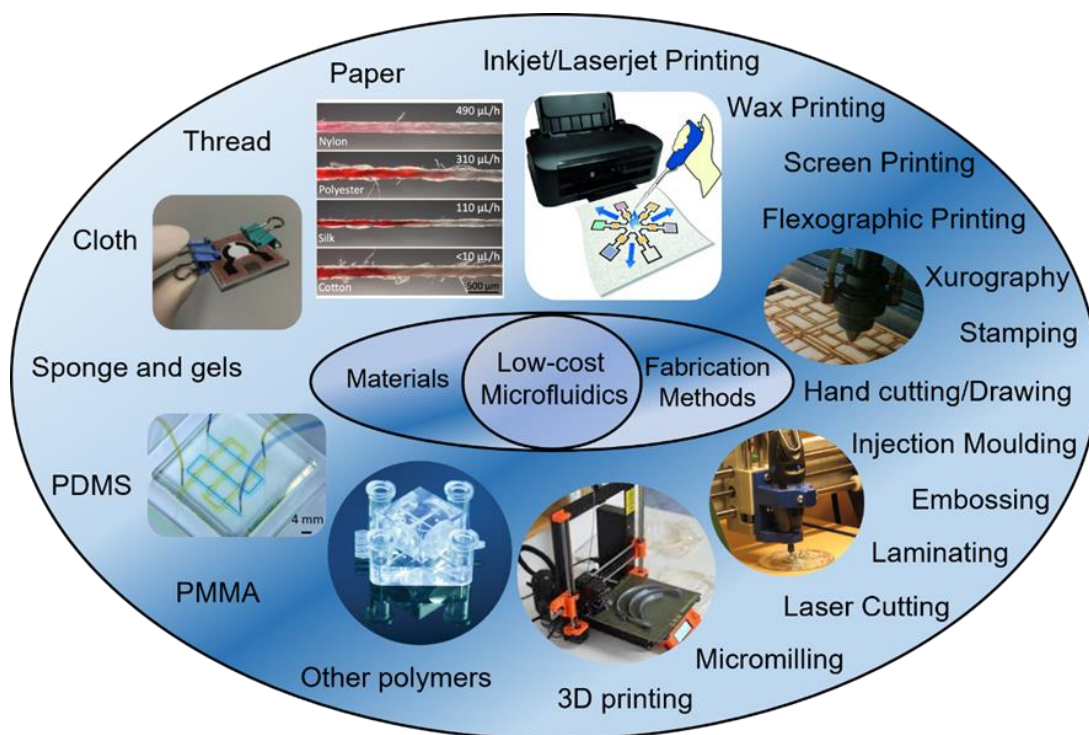 Paper
Inkjet/Laserjet Printing
Thread
Wax Printing
490 µL/h
Nylon
310 µL/h
Polyester
110 µL/h
Silk
<10 µL/h
Cotton
500 µm
Screen Printing
Cloth
Flexographic Printing
Xurography
Stamping
Sponge and gels
Materials
Low-cost
Microfluidics
Fabrication
Methods
Hand cutting/Drawing
Injection Moulding
PDMS
4 mm
Embossing
Laminating
PMMA
Laser Cutting
Micromilling
Other polymers
3D printing